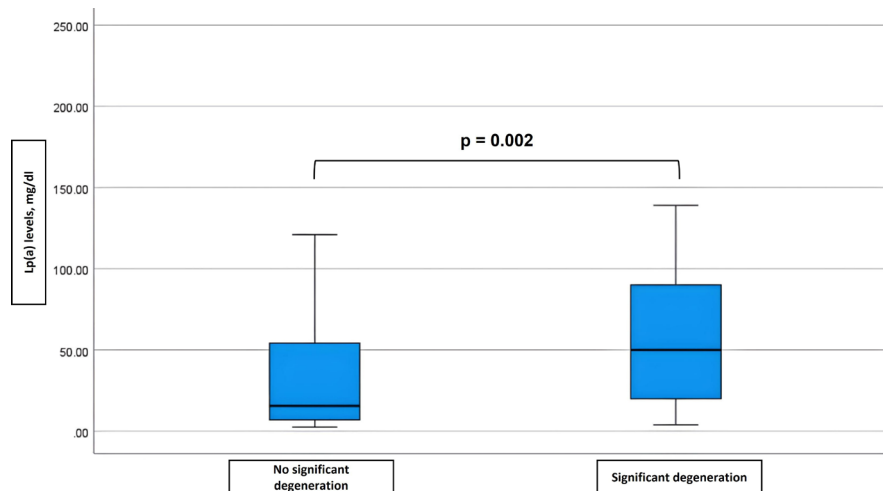 250.00
200.00
p = 0.002
150.00
Lp(a) levels, mg/dl
100.00
50.00
.00
No significant
degeneration
Significant degeneration